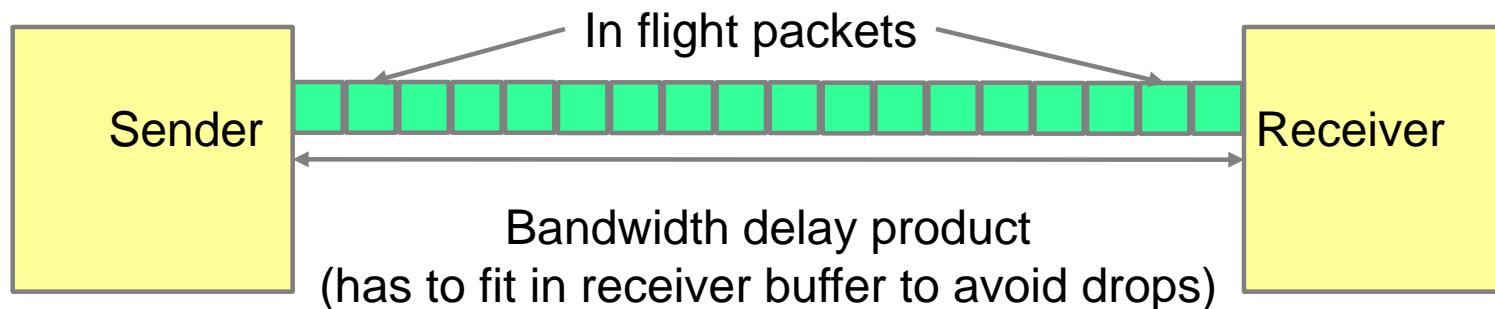 In flight packets
Sender
Receiver
Bandwidth delay product
(has to fit in receiver buffer to avoid drops)